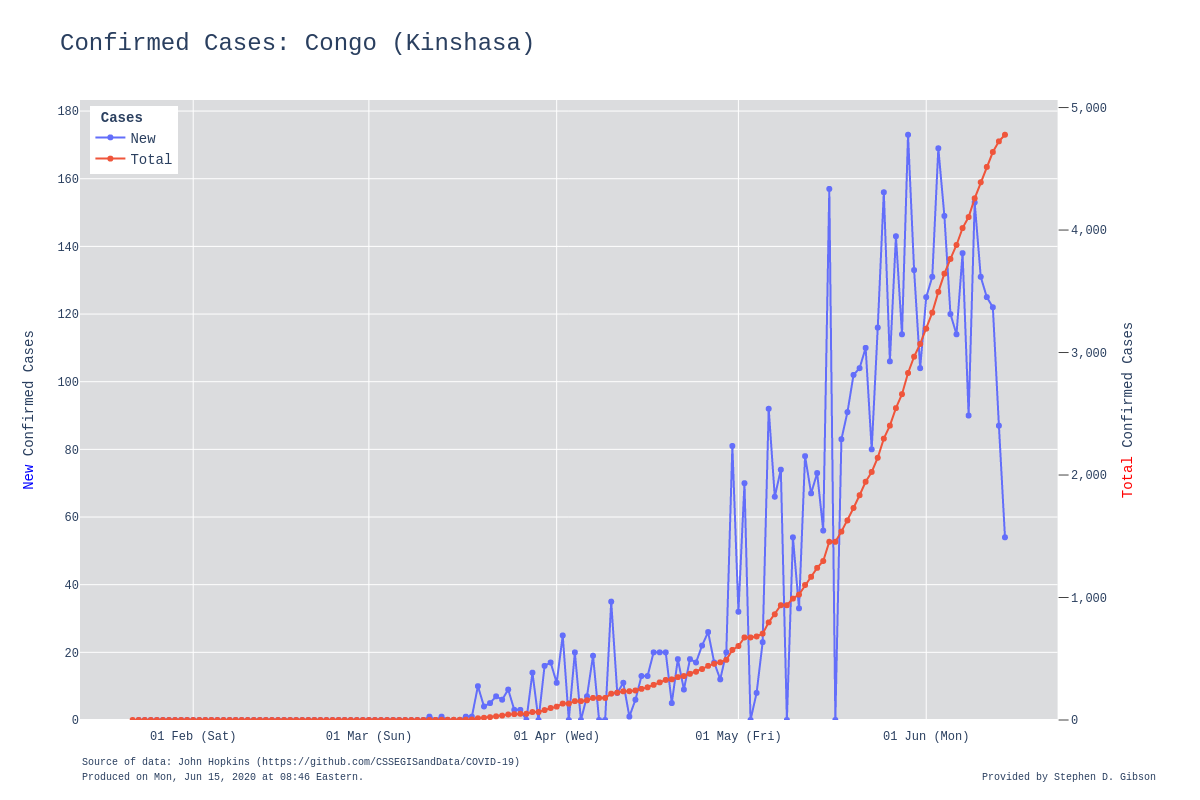 Confirmed Cases: Congo (Kinshasa)
Cases
New
Total
180
160
140
120
100
80
60
40
20
0
5,000
4,000
3,000
2,000
1,000
0
New Confirmed Cases
Total Confirmed Cases
01 Feb (Sat)
01 Mar (Sun)
01 Apr (Wed)
01 May (Fri)
01 Jun (Mon)
Source of data: John Hopkins (https://github.com/CSSEGISandData/COVID-19)
Produced on Mon, Jun 15, 2020 at 08:46 Eastern.
Provided by Stephen D. Gibson